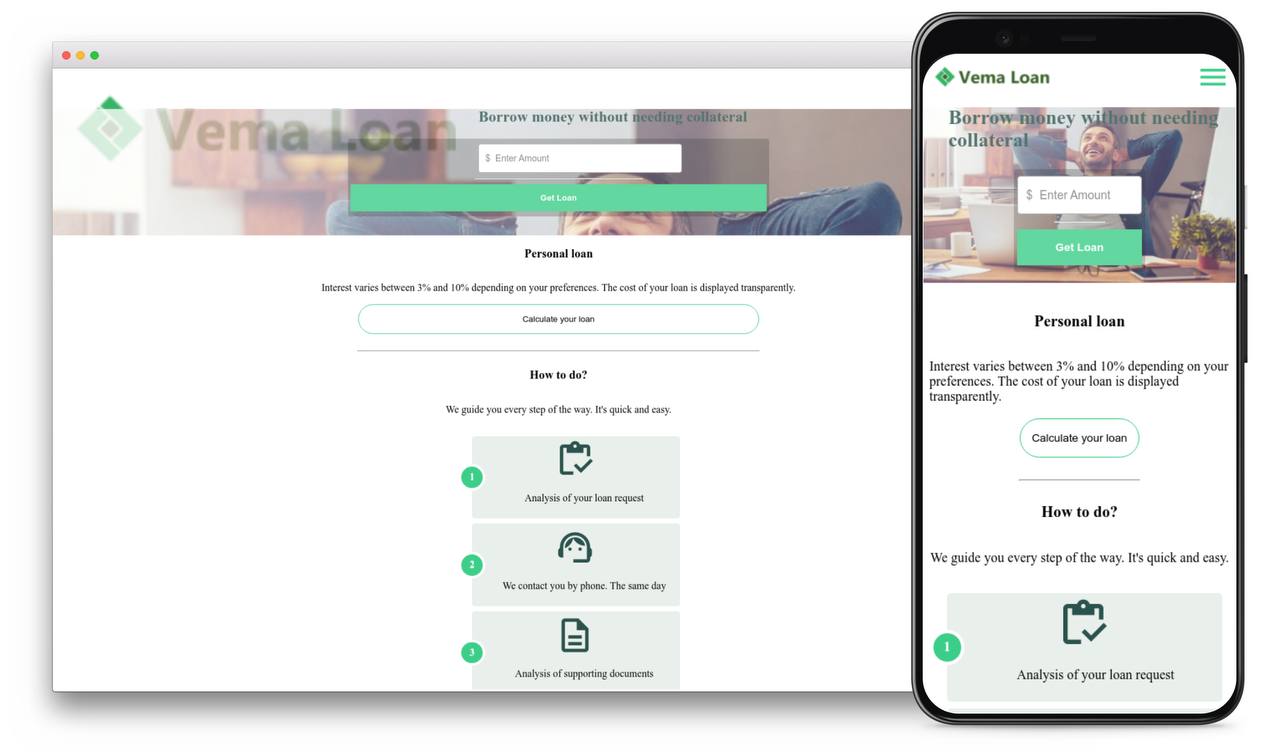 Vema Loan
Borrow money without needing collateral
$ Enter Amount
Get Loan
Personal loan
Interest varies between 3% and 10% depending on your preferences. The cost of your loan is displayed transparently.
Calculate your loan
How to do?
We guide you every step of the way. It's quick and easy.
1
Analysis of your loan request
2
We contact you by phone. The same day
3
Analysis of supporting documents
Vema Loan
Borrow money without needing
collateral
$ Enter Amount
Get Loan
Personal loan
Interest varies between 3% and 10% depending on your
preferences. The cost of your loan is displayed
transparently.
Calculate your loan
How to do?
We guide you every step of the way. It's quick and easy.
1
Analysis of your loan request